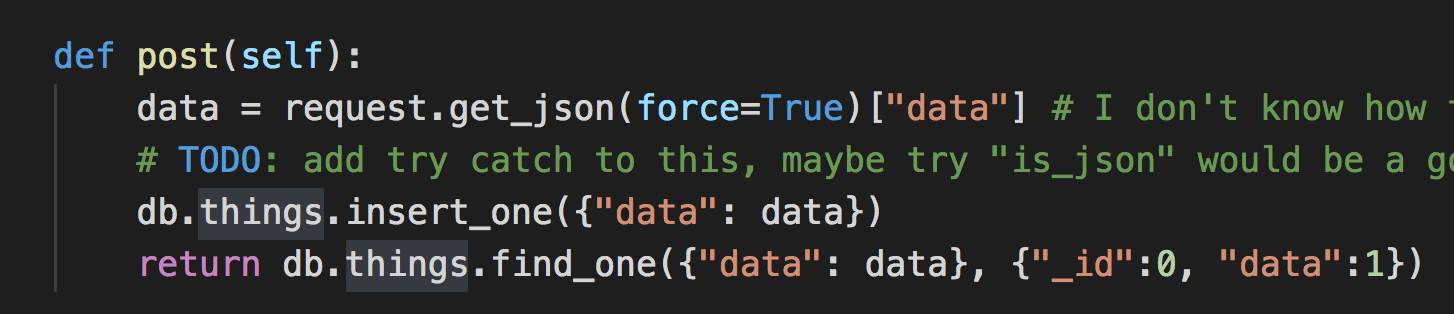 def post(self):
data = request.get_json(force=True)["data"] # I don't know how
# TODO: add try catch to this, maybe try "is_json" would be a
db.things.insert_one({"data": data})
return db.things.find_one({"data": data}, {"_id":0, "data":1})